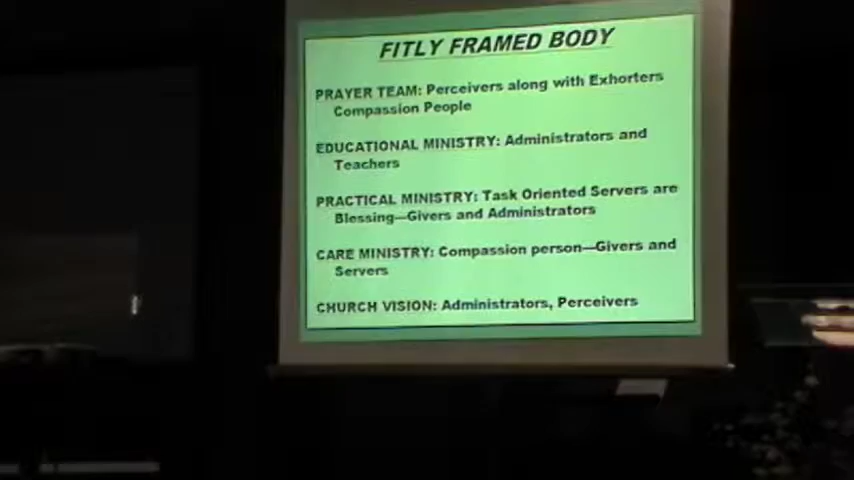 FITLY FRAMED BODY
PRAYER TEAM: Perceivers along with Exhorters
Compassion People
EDUCATIONAL MINISTRY: Administrators and
Teachers
PRACTICAL MINISTRY: Task Oriented Servers are
Blessing—Givers and Administrators
CARE MINISTRY: Compassion person—Givers and
Servers
CHURCH VISION: Administrators, Perceivers